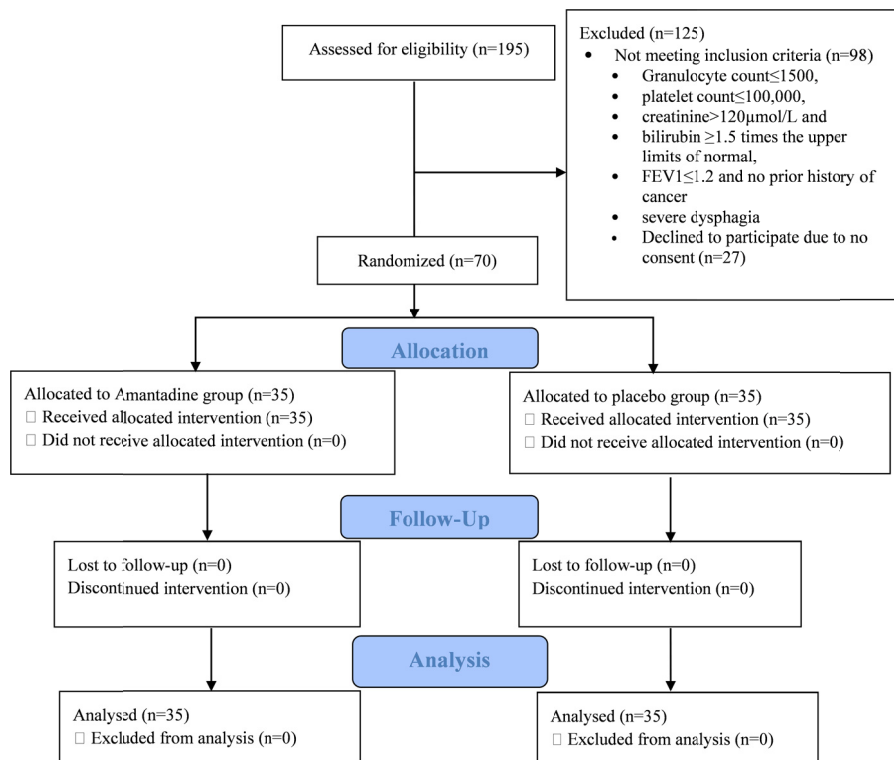 Assessed for eligibility (n=195)
Excluded (n=125)
• Not meeting inclusion criteria (n=98)
• Granulocyte count≤1500,
• platelet count≤100,000,
• creatinine>120µmol/L and
• bilirubin ≥1.5 times the upper
limits of normal,
• FEV1≤1.2 and no prior history of
cancer
• severe dysphagia
• Declined to participate due to no
consent (n=27)
Randomized (n=70)
Allocation
Allocated to Amantadine group (n=35)
□ Received allocated intervention (n=35)
□ Did not receive allocated intervention (n=0)
Allocated to placebo group (n=35)
□ Received allocated intervention (n=35)
□ Did not receive allocated intervention (n=0)
Follow-Up
Lost to follow-up (n=0)
Discontinued intervention (n=0)
Lost to follow-up (n=0)
Discontinued intervention (n=0)
Analysis
Analysed (n=35)
□ Excluded from analysis (n=0)
Analysed (n=35)
□ Excluded from analysis (n=0)